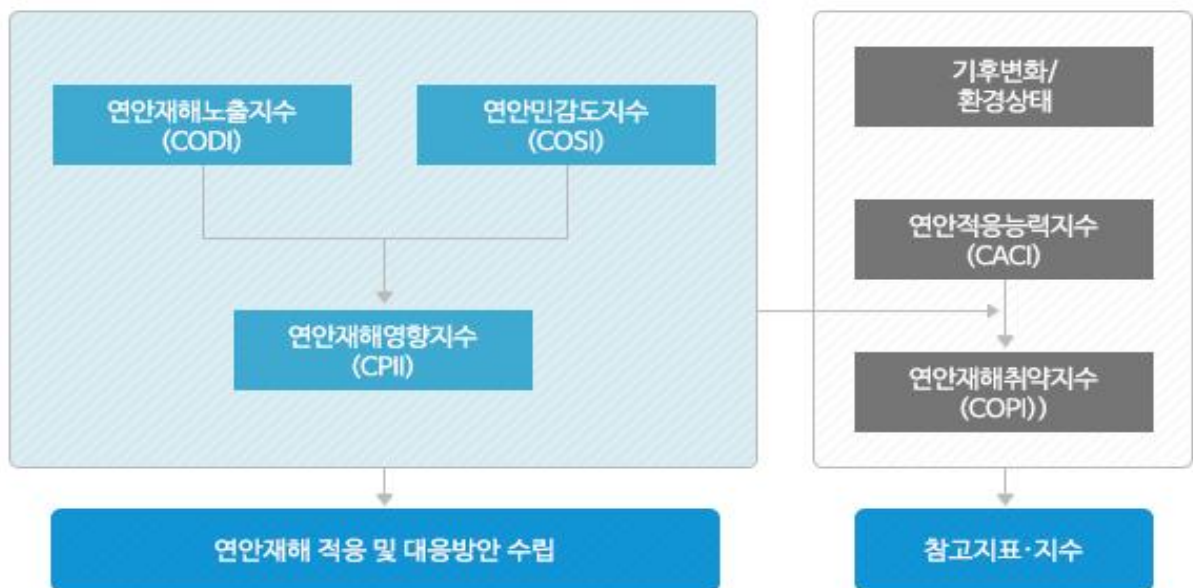 연안재해노출지수
(CODI)
연안민감도지수
(COSI)
연안재해영향지수
(CPII)
기후변화/
환경상태
연안적응능력지수
(CACI)
연안재해취약지수
(COPI))
연안재해 적응 및 대응방안 수립
참고지표·지수